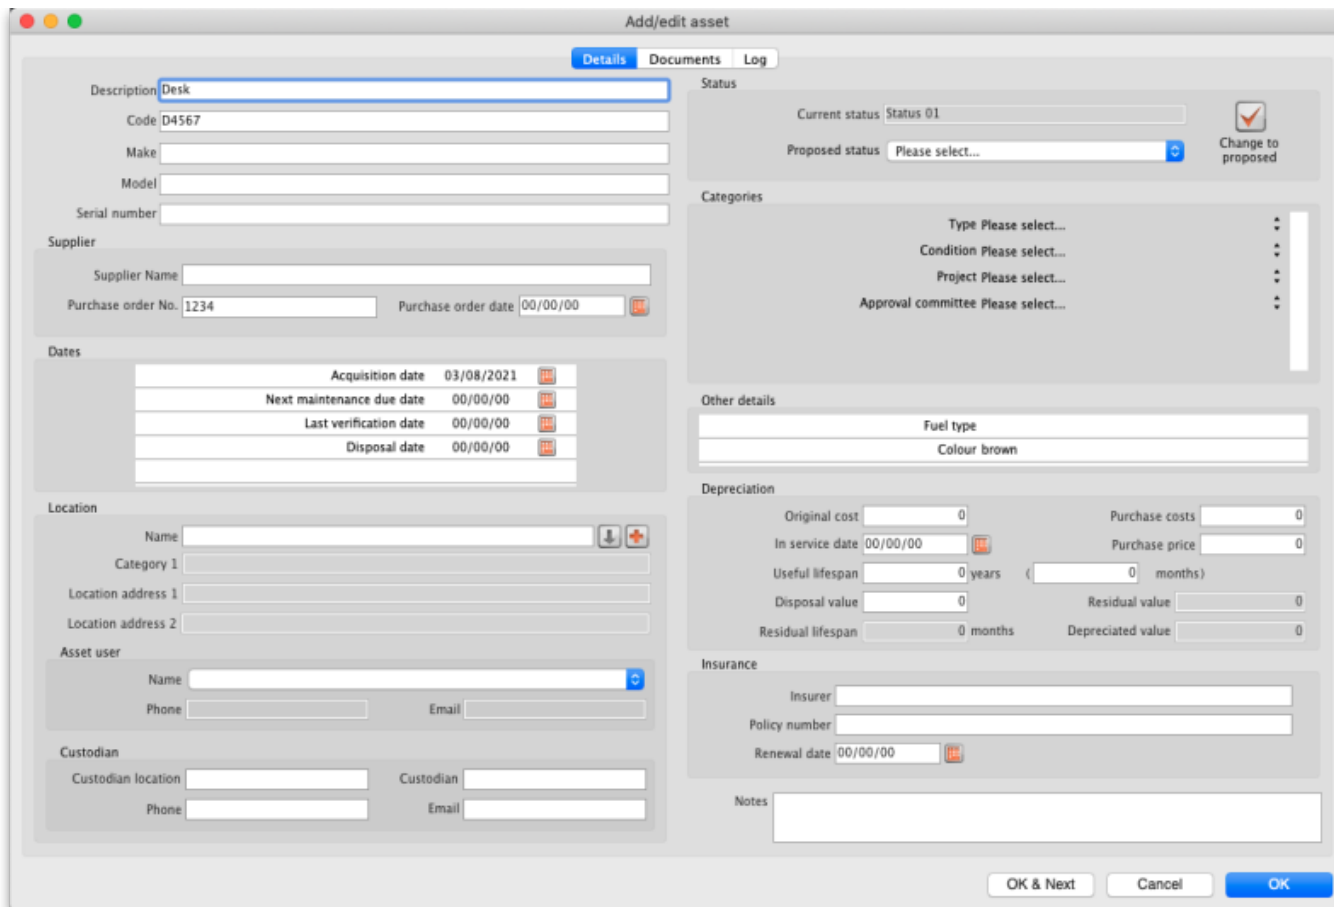 Add/edit asset
Details Documents Log
Description Desk
Code D4567
Make
Model
Serial number
Supplier
Supplier Name
Purchase order No. 1234 Purchase order date 00/00/00
Dates
Acquisition date 03/08/2021
Next maintenance due date 00/00/00
Last verification date 00/00/00
Disposal date 00/00/00
Location
Name
Category 1
Location address 1
Location address 2
Asset user
Name
Phone Email
Custodian
Custodian location Custodian
Phone Email
Status
Current status Status 01
Proposed status Please select...
Change to
proposed
Categories
Type Please select...
Condition Please select...
Project Please select...
Approval committee Please select...
Other details
Fuel type
Colour brown
Depreciation
Original cost 0 Purchase costs 0
In service date 00/00/00 Purchase price 0
Useful lifespan 0 years ( 0 months)
Disposal value 0 Residual value 0
Residual lifespan 0 months Depreciated value 0
Insurance
Insurer
Policy number
Renewal date 00/00/00
Notes
OK & Next Cancel OK